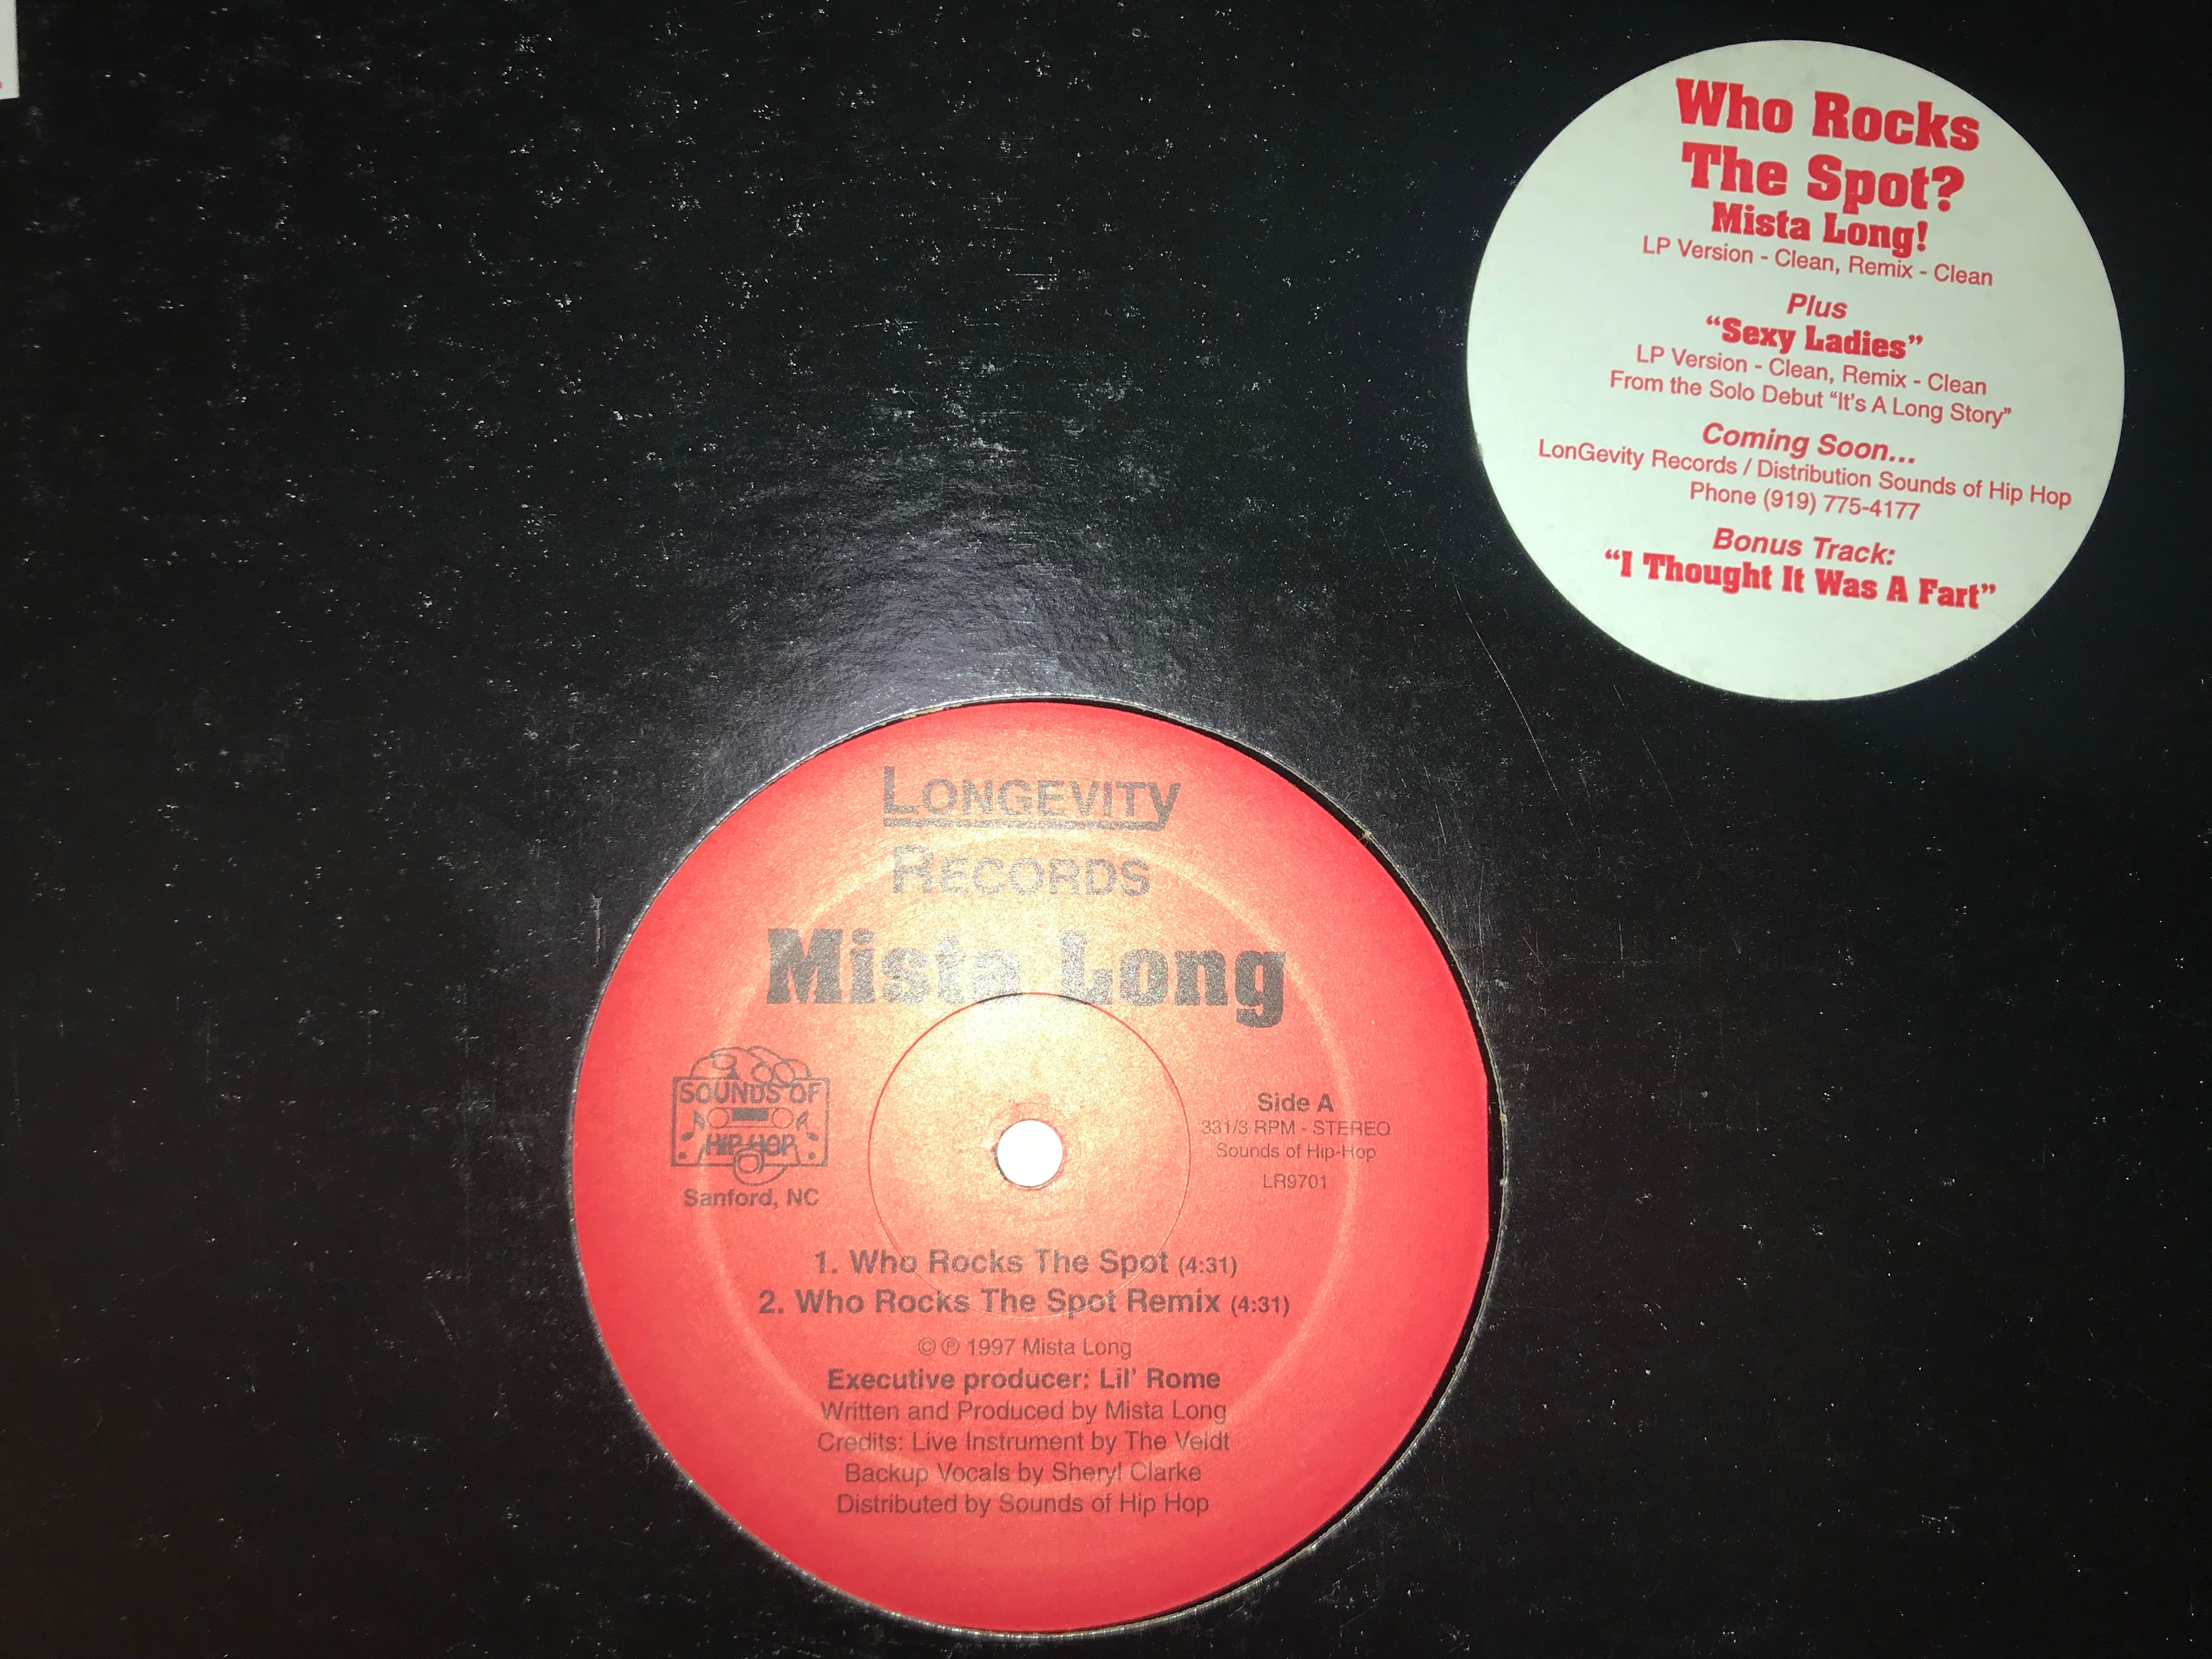 Who Rocks
The Spot?
Mista Long!
LP Version - Clean, Remix - Clean
Plus
“Sexy Ladies”
LP Version - Clean, Remix - Clean
From the Solo Debut “It's A Long Story”
Coming Soon...
LonGevity Records / Distribution Sounds of Hip Hop
Phone (919) 775-4177
Bonus Track:
“I Thought It Was A Fart”
LONGEVITY
RECORDS
Mista Long
SOUNDS OF
HIP-HOP
Sanford, NC
Side A
331/3 RPM - STEREO
Sounds of Hip-Hop
LR9701
1. Who Rocks The Spot (4:31)
2. Who Rocks The Spot Remix (4:31)
©℗ 1997 Mista Long
Executive producer: Lil' Rome
Written and Produced by Mista Long
Credits: Live Instrument by The Veldt
Backup Vocals by Sheryl Clarke
Distributed by Sounds of Hip Hop